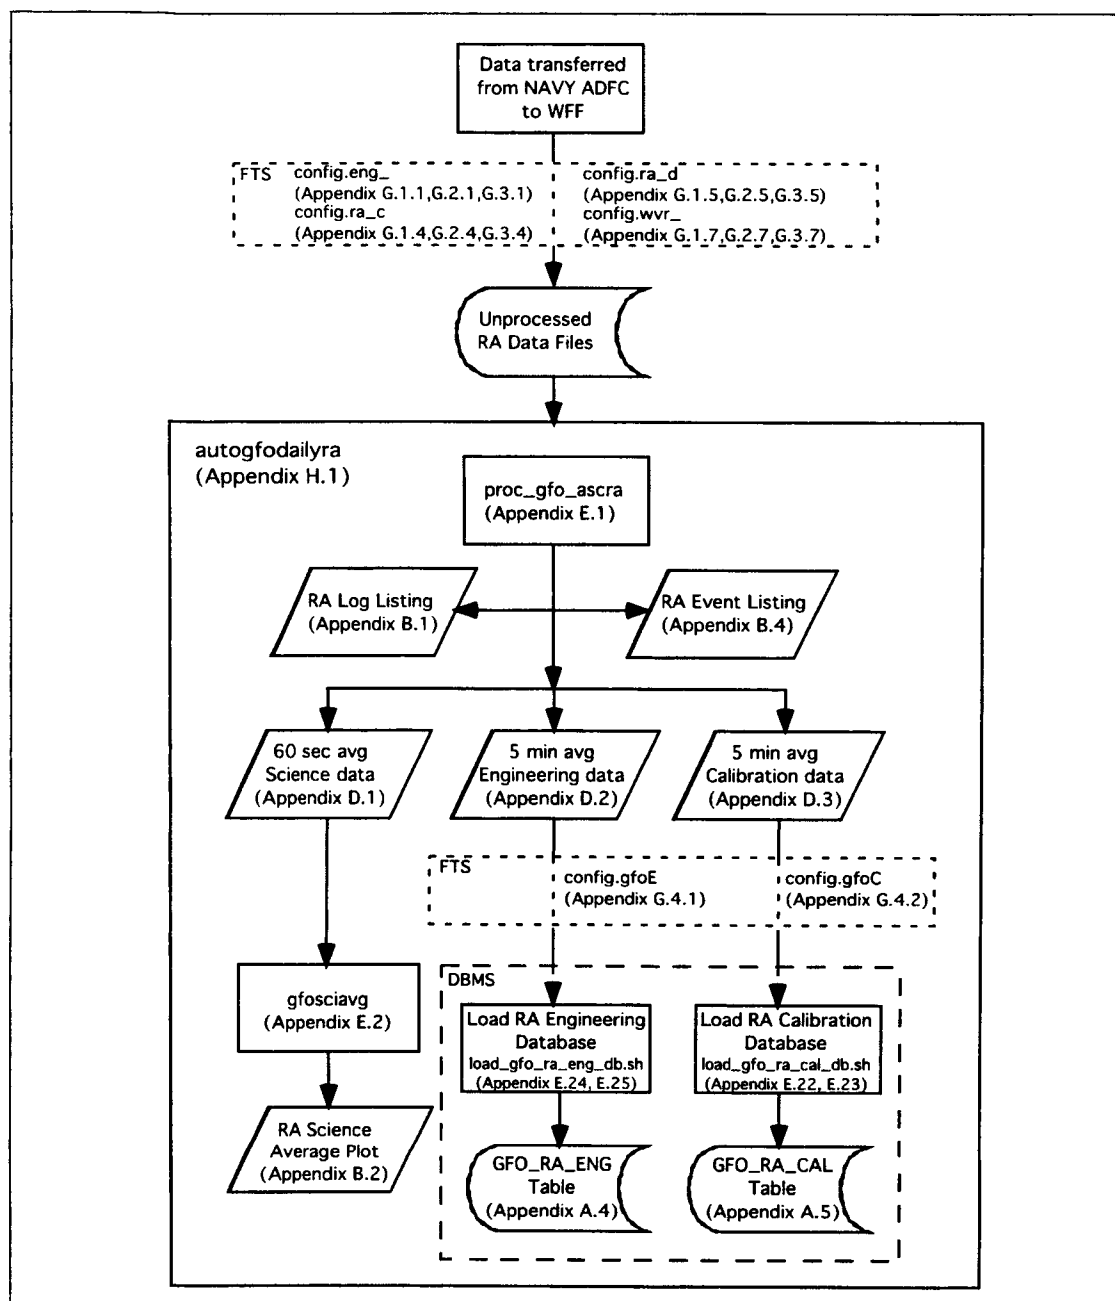 Data transferred
from NAVY ADFC
to WFF
FTS
config.eng_
(Appendix G.1.1,G.2.1,G.3.1)
config.ra_c
(Appendix G.1.4,G.2.4,G.3.4)
config.ra_d
(Appendix G.1.5,G.2.5,G.3.5)
config.wvr_
(Appendix G.1.7,G.2.7,G.3.7)
Unprocessed
RA Data Files
autogfodailyra
(Appendix H.1)
proc_gfo_ascra
(Appendix E.1)
RA Log Listing
(Appendix B.1)
RA Event Listing
(Appendix B.4)
60 sec avg
Science data
(Appendix D.1)
5 min avg
Engineering data
(Appendix D.2)
5 min avg
Calibration data
(Appendix D.3)
FTS
config.gfoE
(Appendix G.4.1)
config.gfoC
(Appendix G.4.2)
gfosciavg
(Appendix E.2)
RA Science
Average Plot
(Appendix B.2)
DBMS
Load RA Engineering
Database
load_gfo_ra_eng_db.sh
(Appendix E.24, E.25)
Load RA Calibration
Database
load_gfo_ra_cal_db.sh
(Appendix E.22, E.23)
GFO_RA_ENG
Table
(Appendix A.4)
GFO_RA_CAL
Table
(Appendix A.5)